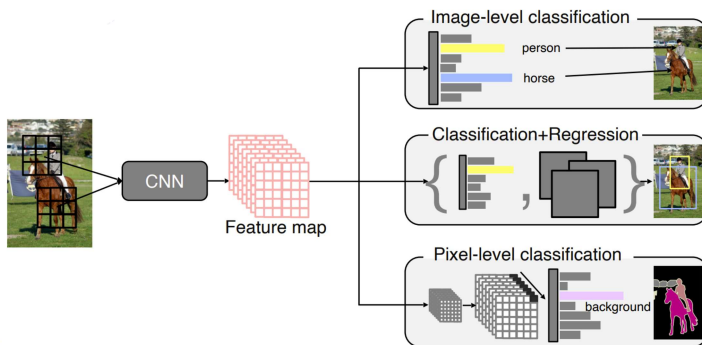 Image-level classification
person
horse
CNN
Feature map
Classification+Regression
{ , }
Pixel-level classification
background